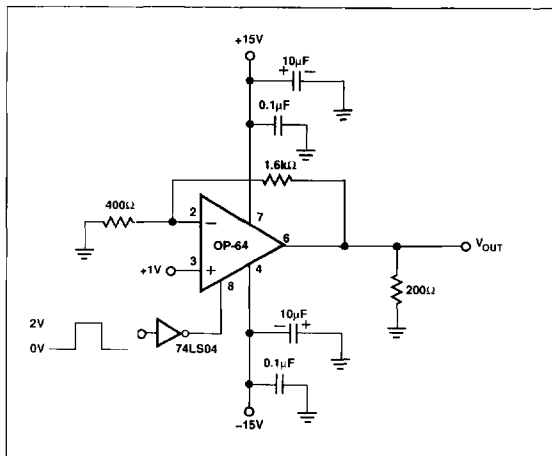 +15V
+ 10µF −
0.1µF
1.6kΩ
400Ω
2
−
7
OP-64
6
VOUT
3
+
+1V
4
8
200Ω
2V
0V
74LS04
10µF
− +
0.1µF
−15V